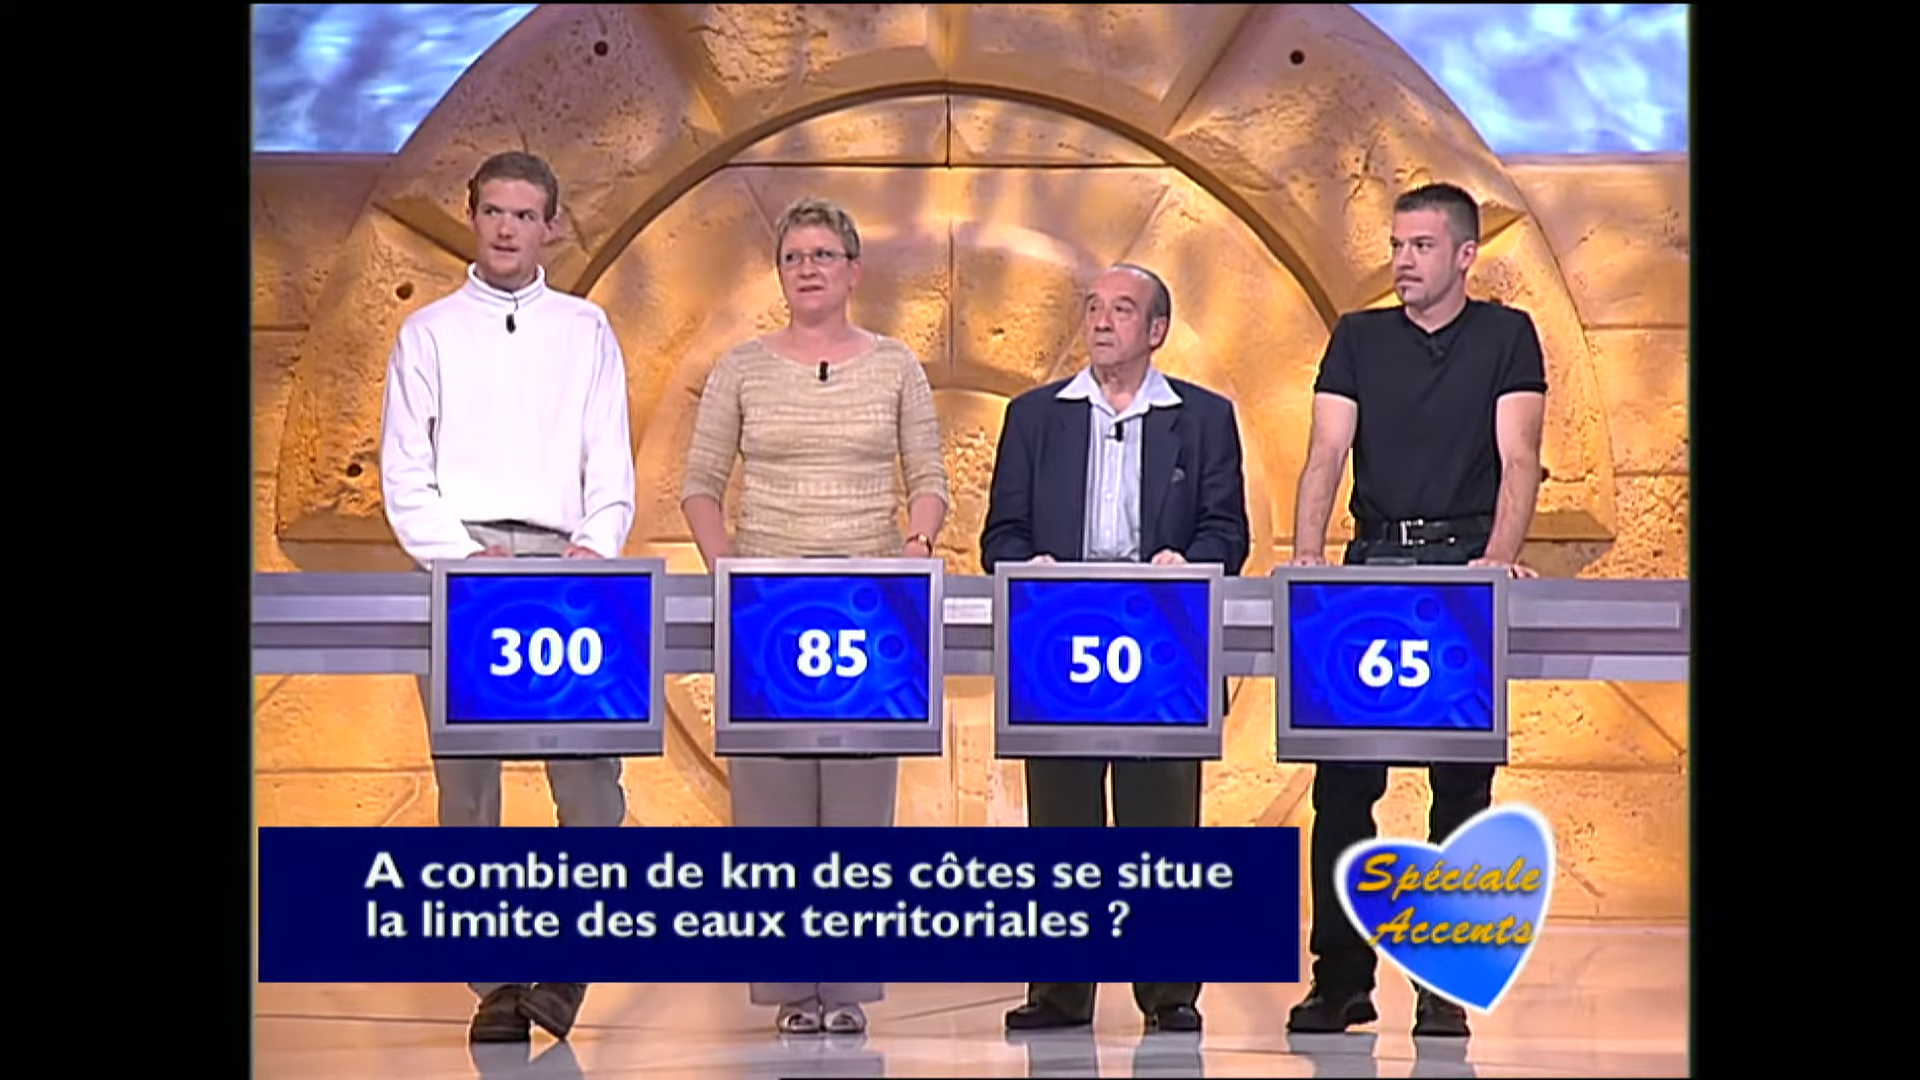 300
85
50
65
A combien de km des côtes se situe
la limite des eaux territoriales ?
Spéciale
Accents